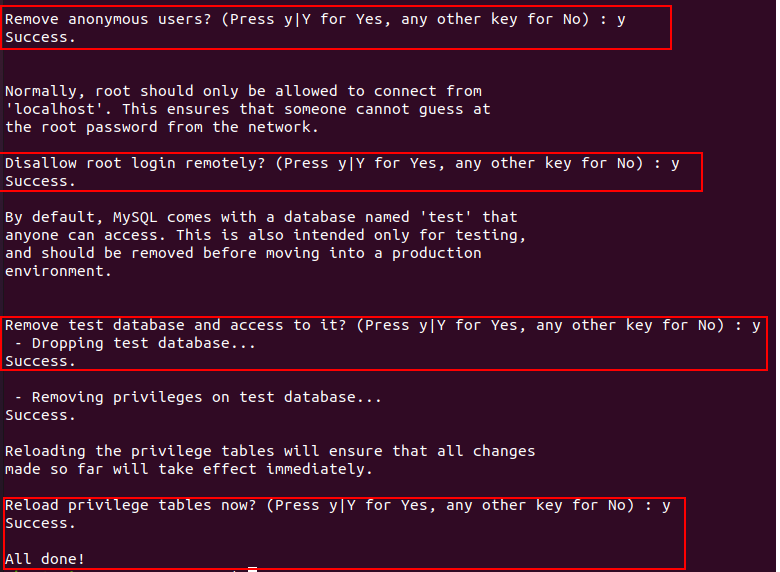 Remove anonymous users? (Press y|Y for Yes, any other key for No) : y
Success.
Normally, root should only be allowed to connect from
'localhost'. This ensures that someone cannot guess at
the root password from the network.
Disallow root login remotely? (Press y|Y for Yes, any other key for No) : y
Success.
By default, MySQL comes with a database named 'test' that
anyone can access. This is also intended only for testing,
and should be removed before moving into a production
environment.
Remove test database and access to it? (Press y|Y for Yes, any other key for No) : y
 - Dropping test database...
Success.
 - Removing privileges on test database...
Success.
Reloading the privilege tables will ensure that all changes
made so far will take effect immediately.
Reload privilege tables now? (Press y|Y for Yes, any other key for No) : y
Success.
All done!